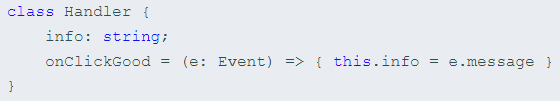 class Handler {
    info: string;
    onClickGood = (e: Event) => { this.info = e.message }
}